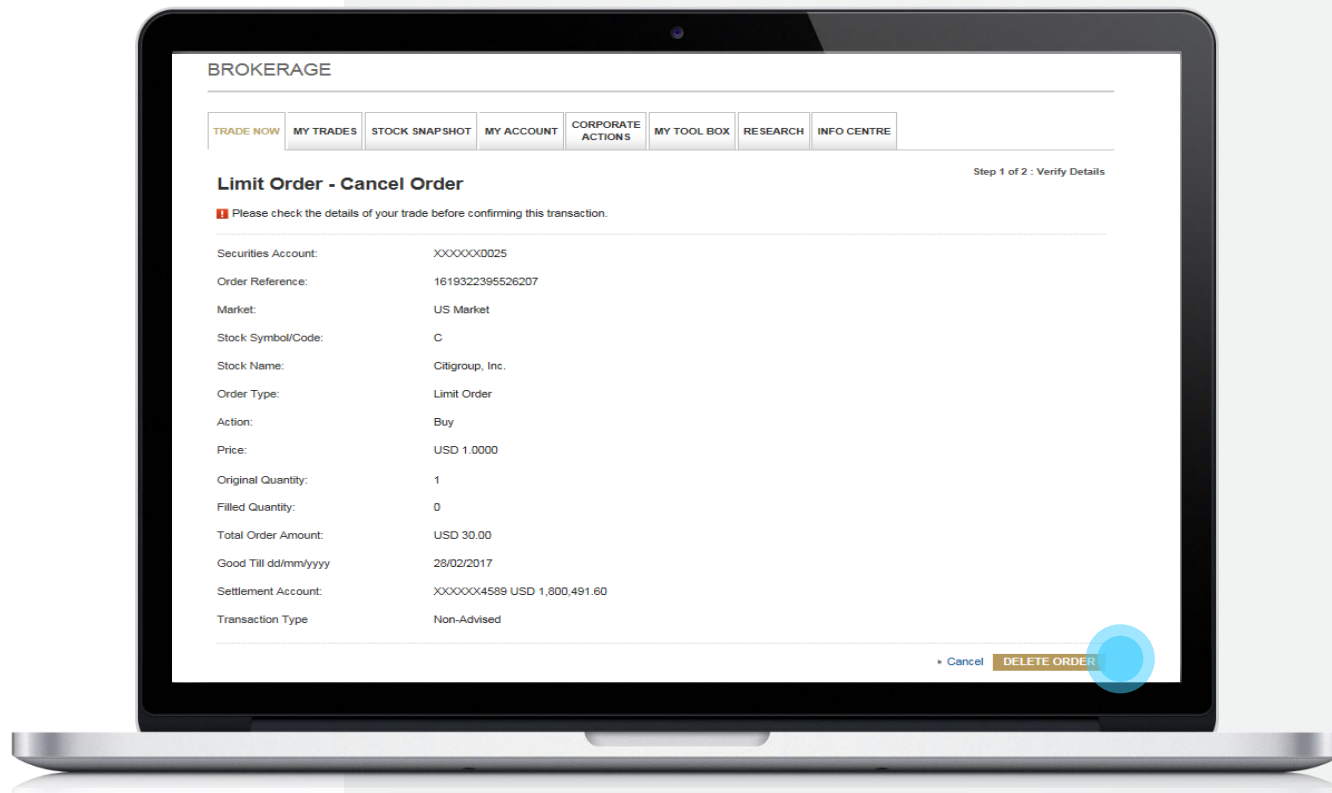 BROKERAGE
TRADE NOW MY TRADES STOCK SNAPSHOT MY ACCOUNT CORPORATE ACTIONS MY TOOL BOX RESEARCH INFO CENTRE
Step 1 of 2 : Verify Details
Limit Order - Cancel Order
Please check the details of your trade before confirming this transaction.
Securities Account: XXXXXX0025
Order Reference: 1619322395526207
Market: US Market
Stock Symbol/Code: C
Stock Name: Citigroup, Inc.
Order Type: Limit Order
Action: Buy
Price: USD 1.0000
Original Quantity: 1
Filled Quantity: 0
Total Order Amount: USD 30.00
Good Till dd/mm/yyyy 28/02/2017
Settlement Account: XXXXXX4589 USD 1,800,491.60
Transaction Type Non-Advised
Cancel DELETE ORDER